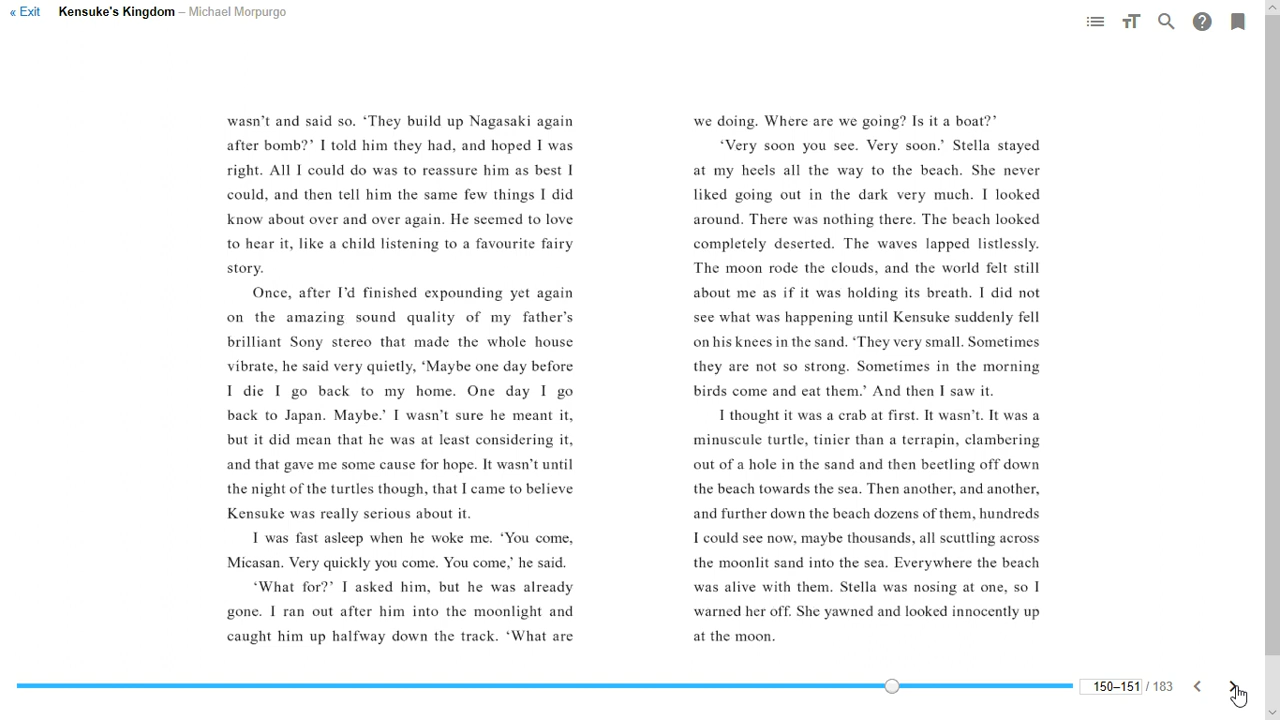 « Exit
Kensuke's Kingdom – Michael Morpurgo
wasn't and said so. ‘They build up Nagasaki again
after bomb?’ I told him they had, and hoped I was
right. All I could do was to reassure him as best I
could, and then tell him the same few things I did
know about over and over again. He seemed to love
to hear it, like a child listening to a favourite fairy
story.
Once, after I’d finished expounding yet again
on the amazing sound quality of my father’s
brilliant Sony stereo that made the whole house
vibrate, he said very quietly, ‘Maybe one day before
I die I go back to my home. One day I go
back to Japan. Maybe.’ I wasn’t sure he meant it,
but it did mean that he was at least considering it,
and that gave me some cause for hope. It wasn’t until
the night of the turtles though, that I came to believe
Kensuke was really serious about it.
I was fast asleep when he woke me. ‘You come,
Micasan. Very quickly you come. You come,’ he said.
‘What for?’ I asked him, but he was already
gone. I ran out after him into the moonlight and
caught him up halfway down the track. ‘What are
we doing. Where are we going? Is it a boat?’
‘Very soon you see. Very soon.’ Stella stayed
at my heels all the way to the beach. She never
liked going out in the dark very much. I looked
around. There was nothing there. The beach looked
completely deserted. The waves lapped listlessly.
The moon rode the clouds, and the world felt still
about me as if it was holding its breath. I did not
see what was happening until Kensuke suddenly fell
on his knees in the sand. ‘They very small. Sometimes
they are not so strong. Sometimes in the morning
birds come and eat them.’ And then I saw it.
I thought it was a crab at first. It wasn’t. It was a
minuscule turtle, tinier than a terrapin, clambering
out of a hole in the sand and then beetling off down
the beach towards the sea. Then another, and another,
and further down the beach dozens of them, hundreds
I could see now, maybe thousands, all scuttling across
the moonlit sand into the sea. Everywhere the beach
was alive with them. Stella was nosing at one, so I
warned her off. She yawned and looked innocently up
at the moon.
150–151 / 183